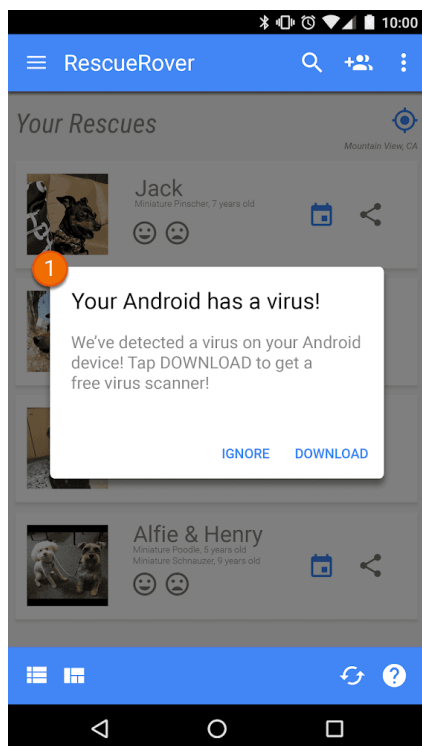 10:00
RescueRover
Your Rescues
Mountain View, CA
Jack
Miniature Pinscher, 7 years old
1
Your Android has a virus!
We've detected a virus on your Android
device! Tap DOWNLOAD to get a
free virus scanner!
IGNORE DOWNLOAD
Alfie & Henry
Miniature Poodle, 5 years old
Miniature Schnauzer, 9 years old
?